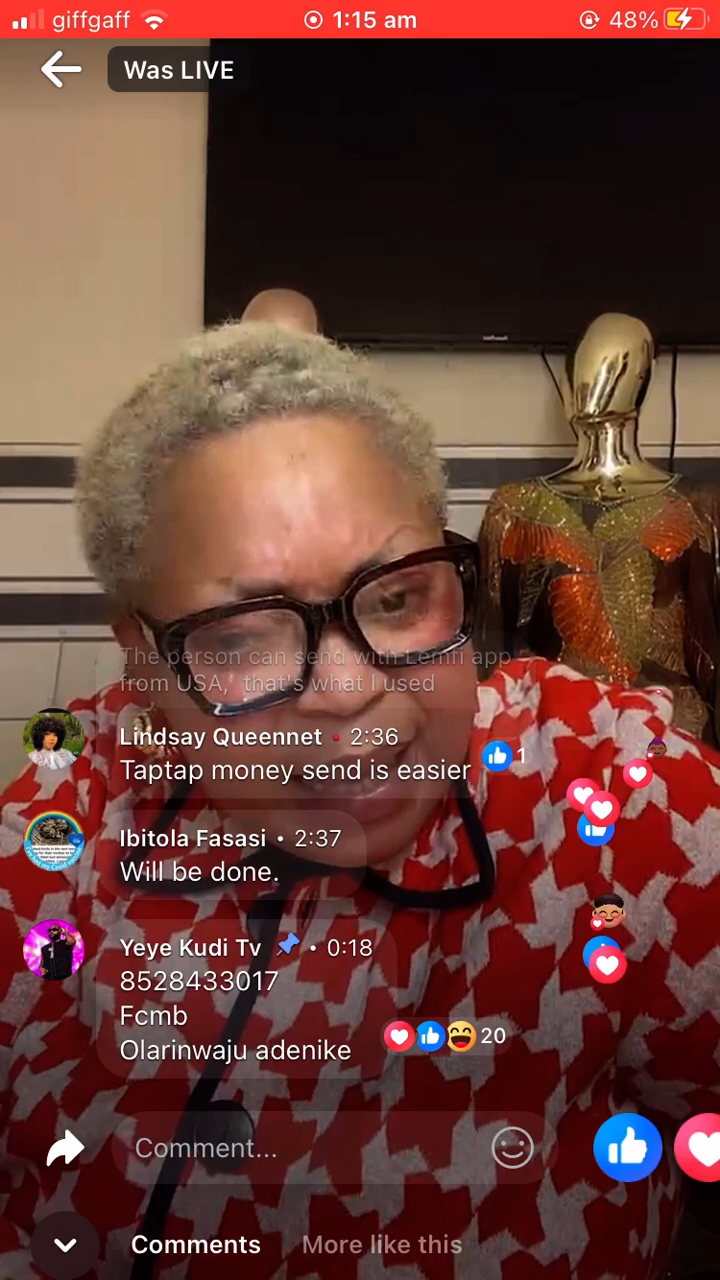 giffgaff
1:15 am
48%
Was LIVE
The person can send with Lemfi app
from USA, that's what I used
Lindsay Queennet • 2:36
Taptap money send is easier
1
Ibitola Fasasi • 2:37
Will be done.
Yeye Kudi Tv • 0:18
8528433017
Fcmb
Olarinwaju adenike
20
Comment...
Comments
More like this